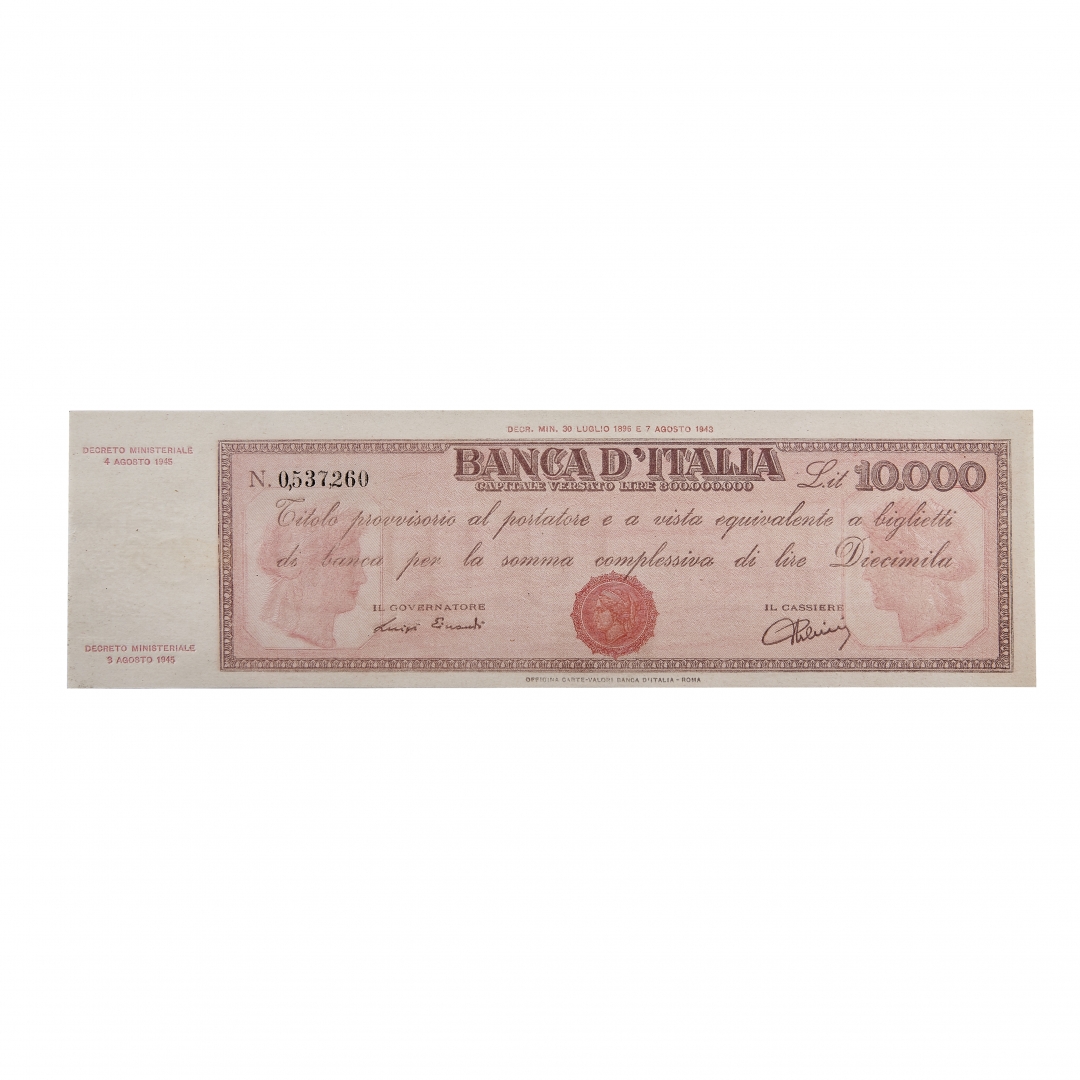 DECR. MIN. 30 LUGLIO 1896 E 7 AGOSTO 1943
DECRETO MINISTERIALE
4 AGOSTO 1945
BANCA D'ITALIA
CAPITALE VERSATO LIRE 300.000.000
N. 0,537,260
L.it 10.000
Titolo provvisorio al portatore e a vista equivalente a biglietti
di banca per la somma complessiva di lire Diecimila
IL GOVERNATORE
Luigi Einaudi
IL CASSIERE
DECRETO MINISTERIALE
3 AGOSTO 1945
OFFICINA CARTE-VALORI BANCA D'ITALIA - ROMA